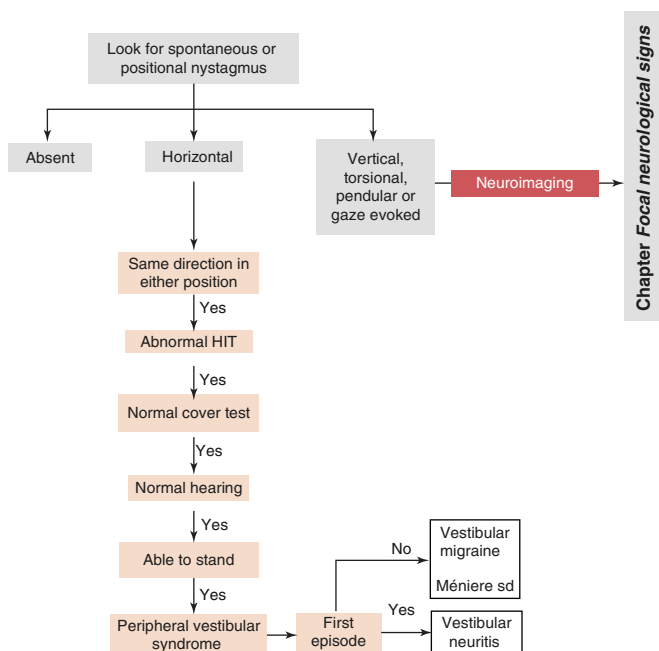 Look for spontaneous or
positional nystagmus
Absent
Horizontal
Vertical,
torsional,
pendular or
gaze evoked
Neuroimaging
Chapter Focal neurological signs
Same direction in
either position
Yes
Abnormal HIT
Yes
Normal cover test
Yes
Normal hearing
Yes
Able to stand
Yes
Peripheral vestibular
syndrome
First
episode
No
Vestibular
migraine
Méniere sd
Yes
Vestibular
neuritis